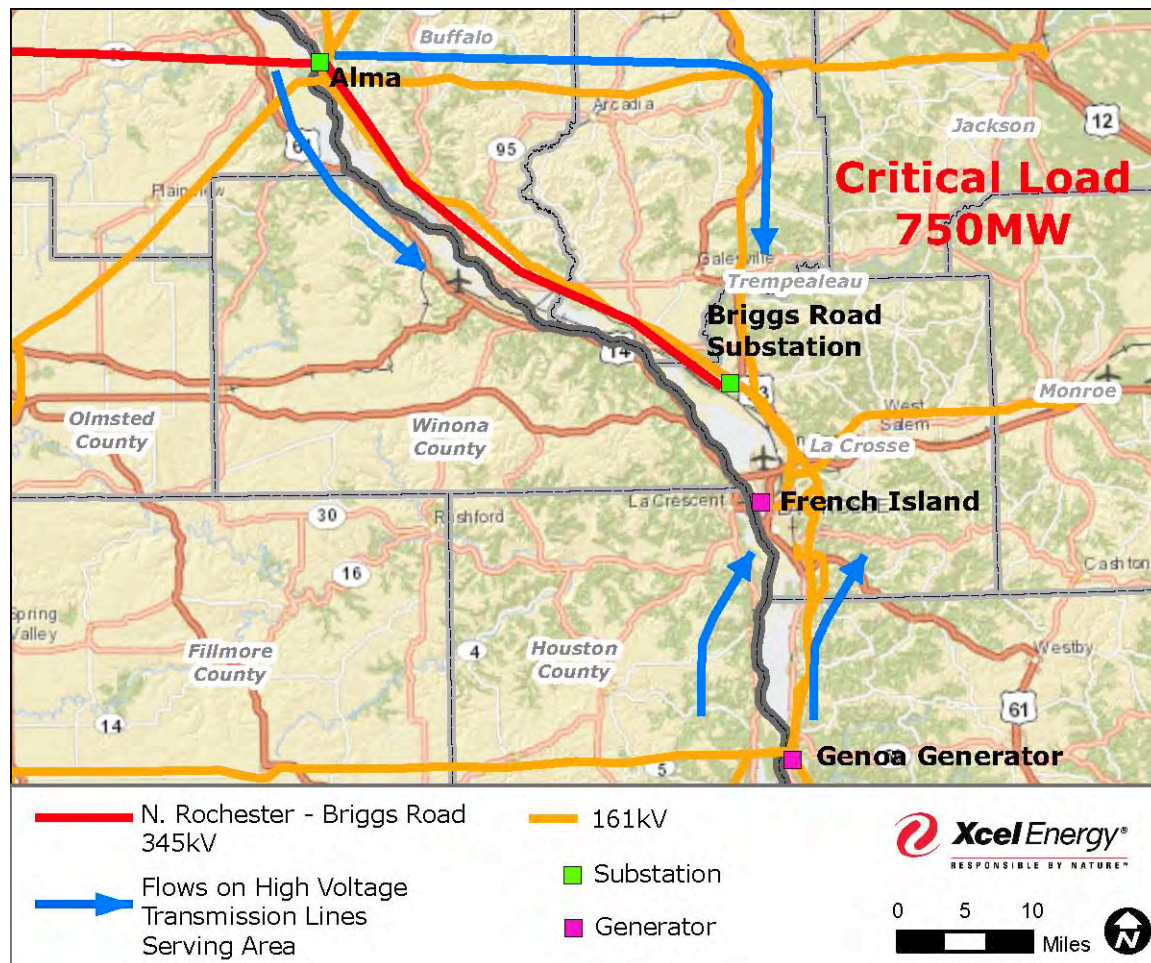 Buffalo
Alma
61
Arcadia
95
Jackson
12
Plainview
Critical Load
750MW
Galesville
Trempealeau
Briggs Road
Substation
14
Monroe
Olmsted
County
Winona
County
West
Salem
La Crosse
La Crescent
French Island
30
Rushford
16
Cashton
Spring
Valley
Fillmore
County
4
Houston
County
Westby
14
61
Genoa Generator
5
N. Rochester - Briggs Road
345kV
161kV
Flows on High Voltage
Transmission Lines
Serving Area
Substation
Generator
Xcel Energy®
RESPONSIBLE BY NATURE™
0 5 10
Miles
N